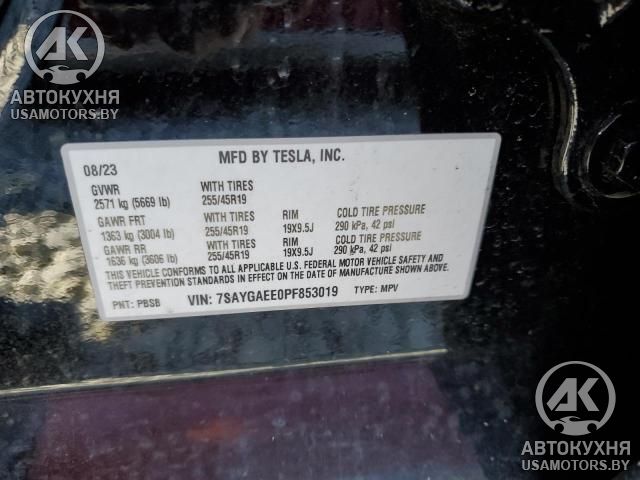 АК
АВТОКУХНЯ
USAMOTORS.BY
MFD BY TESLA, INC.
08/23
GVWR WITH TIRES
2571 kg (5669 lb) 255/45R19
GAWR FRT WITH TIRES RIM COLD TIRE PRESSURE
1363 kg (3004 lb) 255/45R19 19X9.5J 290 kPa, 42 psi
GAWR RR WITH TIRES RIM COLD TIRE PRESSURE
1636 kg (3606 lb) 255/45R19 19X9.5J 290 kPa, 42 psi
THIS VEHICLE CONFORMS TO ALL APPLICABLE U.S. FEDERAL MOTOR VEHICLE SAFETY AND
THEFT PREVENTION STANDARDS IN EFFECT ON THE DATE OF MANUFACTURE SHOWN ABOVE.
PNT: PBSB VIN: 7SAYGAEE0PF853019 TYPE: MPV
АК
АВТОКУХНЯ
USAMOTORS.BY